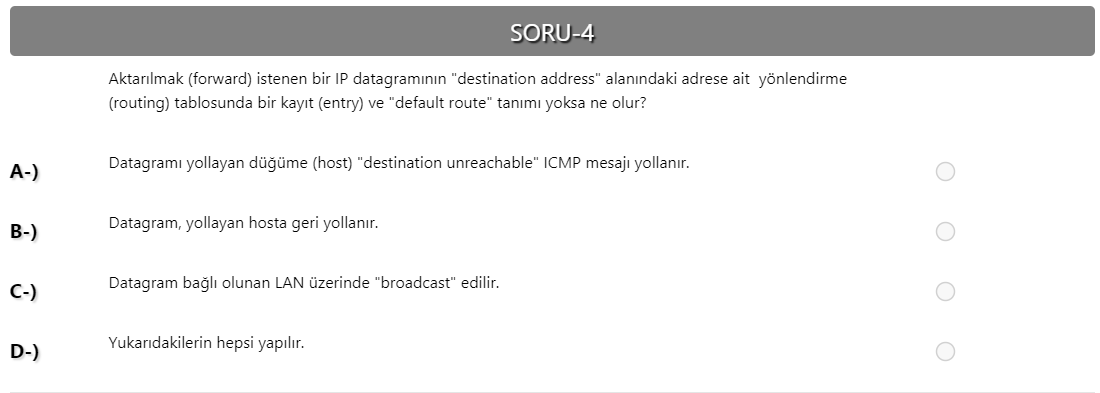 SORU-4
Aktarılmak (forward) istenen bir IP datagramının "destination address" alanındaki adrese ait  yönlendirme
(routing) tablosunda bir kayıt (entry) ve "default route" tanımı yoksa ne olur?
A-) Datagramı yollayan düğüme (host) "destination unreachable" ICMP mesajı yollanır.
B-) Datagram, yollayan hosta geri yollanır.
C-) Datagram bağlı olunan LAN üzerinde "broadcast" edilir.
D-) Yukarıdakilerin hepsi yapılır.